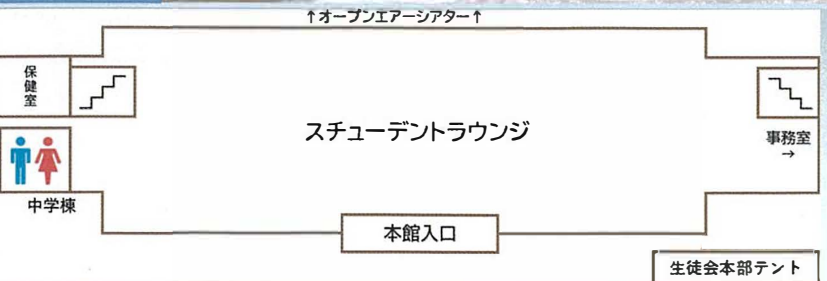 ↑オープンエアーシアター↑
保健室
スチューデントラウンジ
事務室
→
中学棟
本館入口
生徒会本部テント